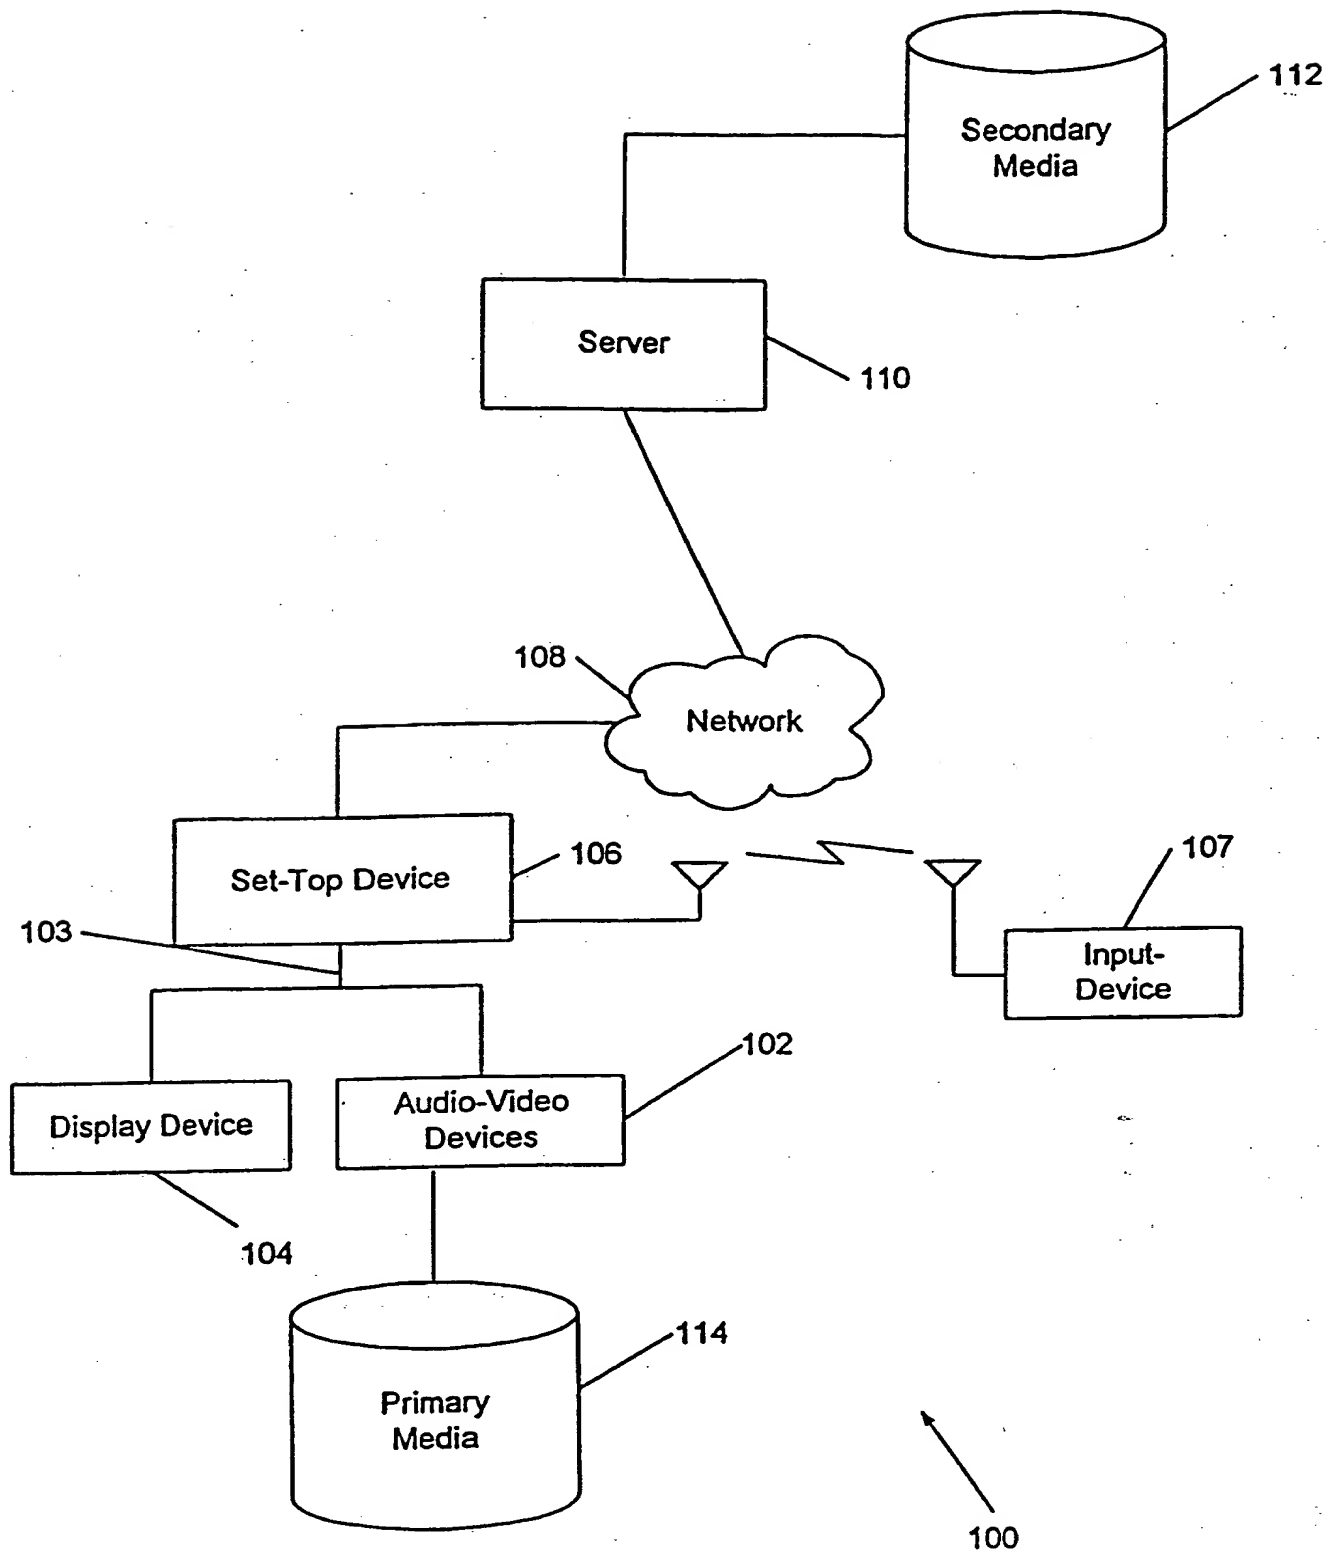 112
Secondary
Media
Server
110
108
Network
Set-Top Device
106
107
103
Input-
Device
102
Display Device
Audio-Video
Devices
104
114
Primary
Media
100